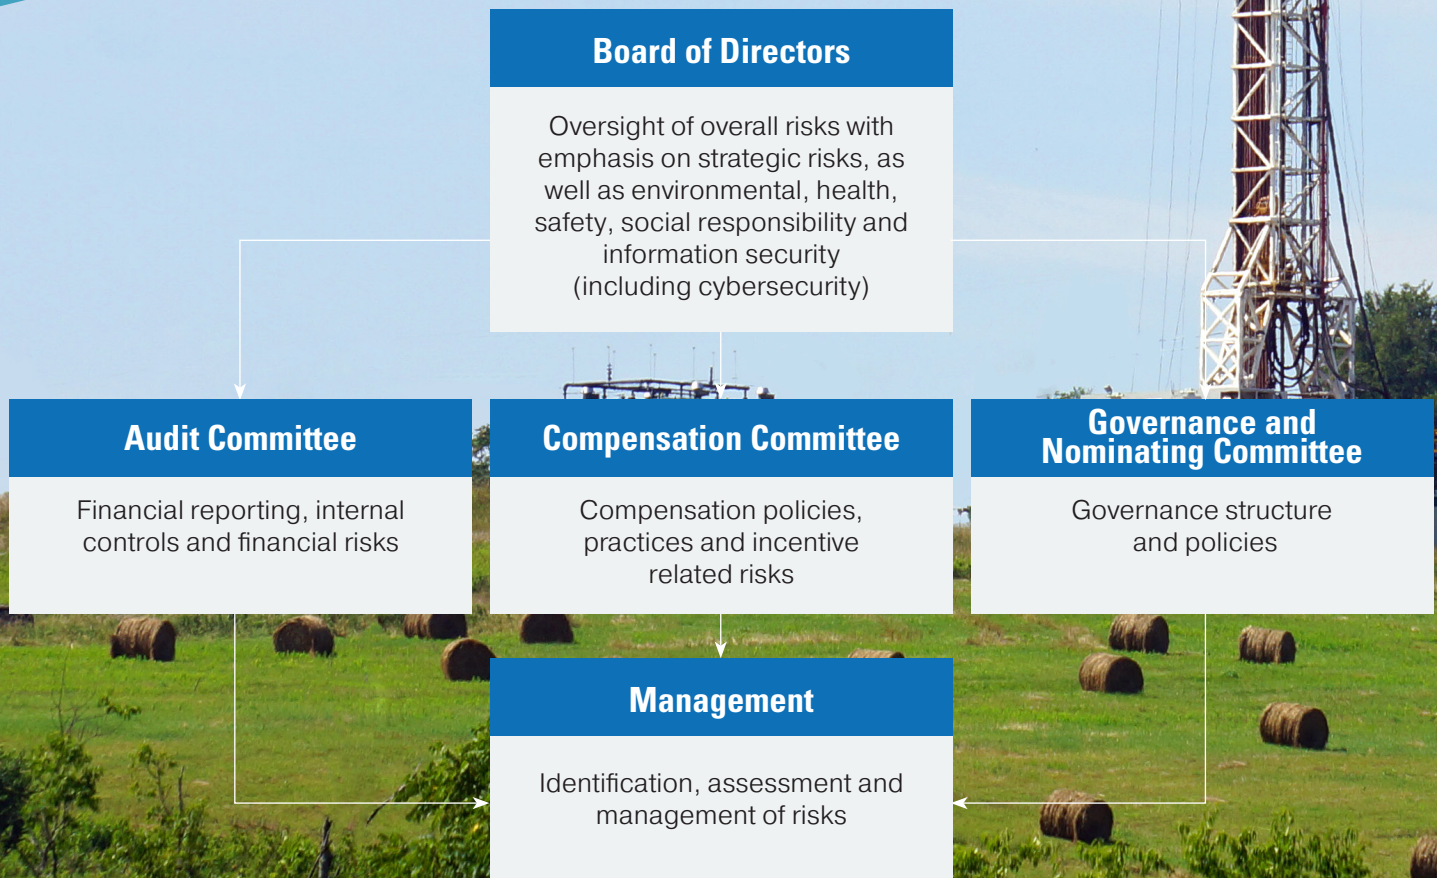 Board of Directors
Oversight of overall risks with
emphasis on strategic risks, as
well as environmental, health,
safety, social responsibility and
information security
(including cybersecurity)
Audit Committee
Financial reporting, internal
controls and financial risks
Compensation Committee
Compensation policies,
practices and incentive
related risks
Governance and
Nominating Committee
Governance structure
and policies
Management
Identification, assessment and
management of risks